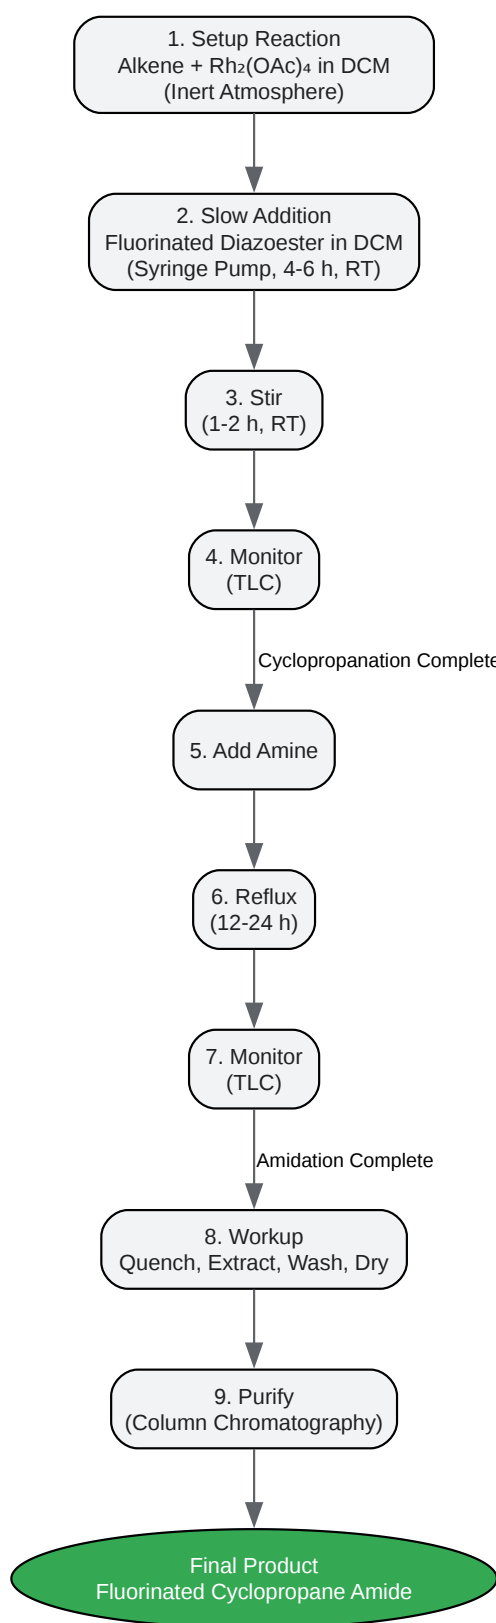 1. Setup Reaction
Alkene + Rh₂(OAc)₄ in DCM
(Inert Atmosphere)
2. Slow Addition
Fluorinated Diazoester in DCM
(Syringe Pump, 4-6 h, RT)
3. Stir
(1-2 h, RT)
4. Monitor
(TLC)
Cyclopropanation Complete
5. Add Amine
6. Reflux
(12-24 h)
7. Monitor
(TLC)
Amidation Complete
8. Workup
Quench, Extract, Wash, Dry
9. Purify
(Column Chromatography)
Final Product
Fluorinated Cyclopropane Amide